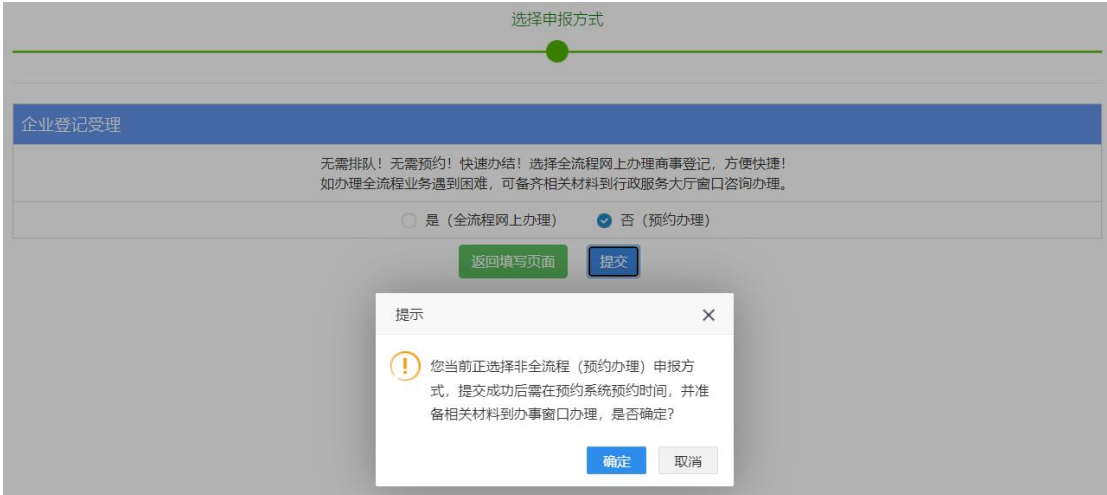 选择申报方式
企业登记受理
无需排队！无需预约！快速办结！选择全流程网上办理商事登记，方便快捷！
如办理全流程业务遇到困难，可备齐相关材料到行政服务大厅窗口咨询办理。
是（全流程网上办理） 否（预约办理）
返回填写页面 提交
提示
您当前正选择非全流程（预约办理）申报方
式，提交成功后需在预约系统预约时间，并准
备相关材料到办事窗口办理，是否确定？
确定 取消